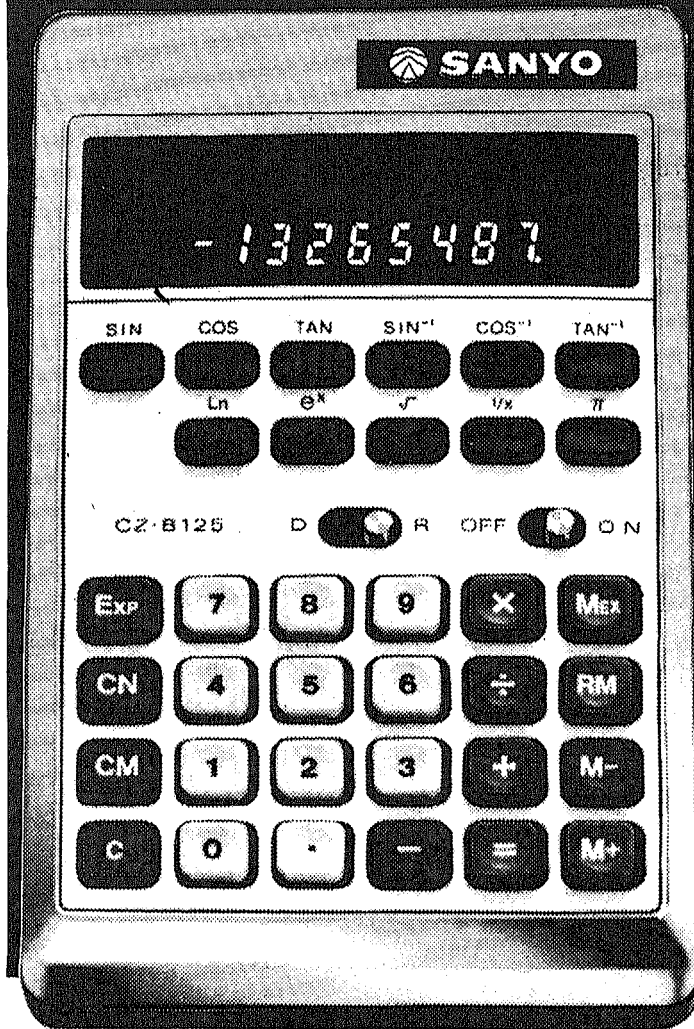 SANYO
-13265487.
SIN COS TAN SIN⁻¹ COS⁻¹ TAN⁻¹
Ln eˣ √ 1/x π
CZ-8125 D R OFF ON
EXP 7 8 9 × MEX
CN 4 5 6 ÷ RM
CM 1 2 3 + M-
C 0 . - = M+